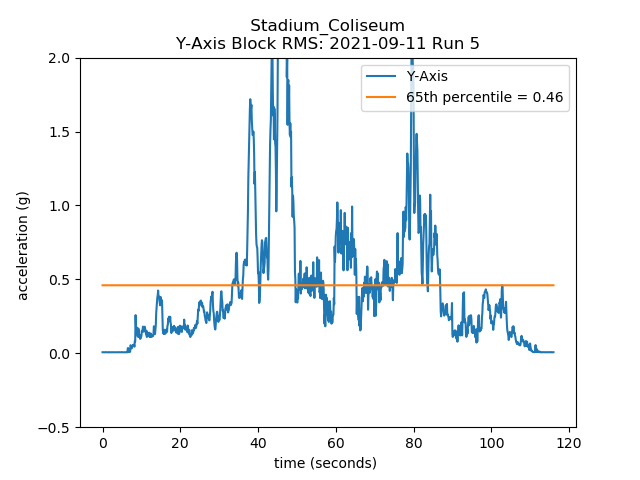 Stadium_Coliseum
Y-Axis Block RMS: 2021-09-11 Run 5
2.0
1.5
1.0
0.5
0.0
−0.5
acceleration (g)
Y-Axis
65th percentile = 0.46
0 20 40 60 80 100 120
time (seconds)